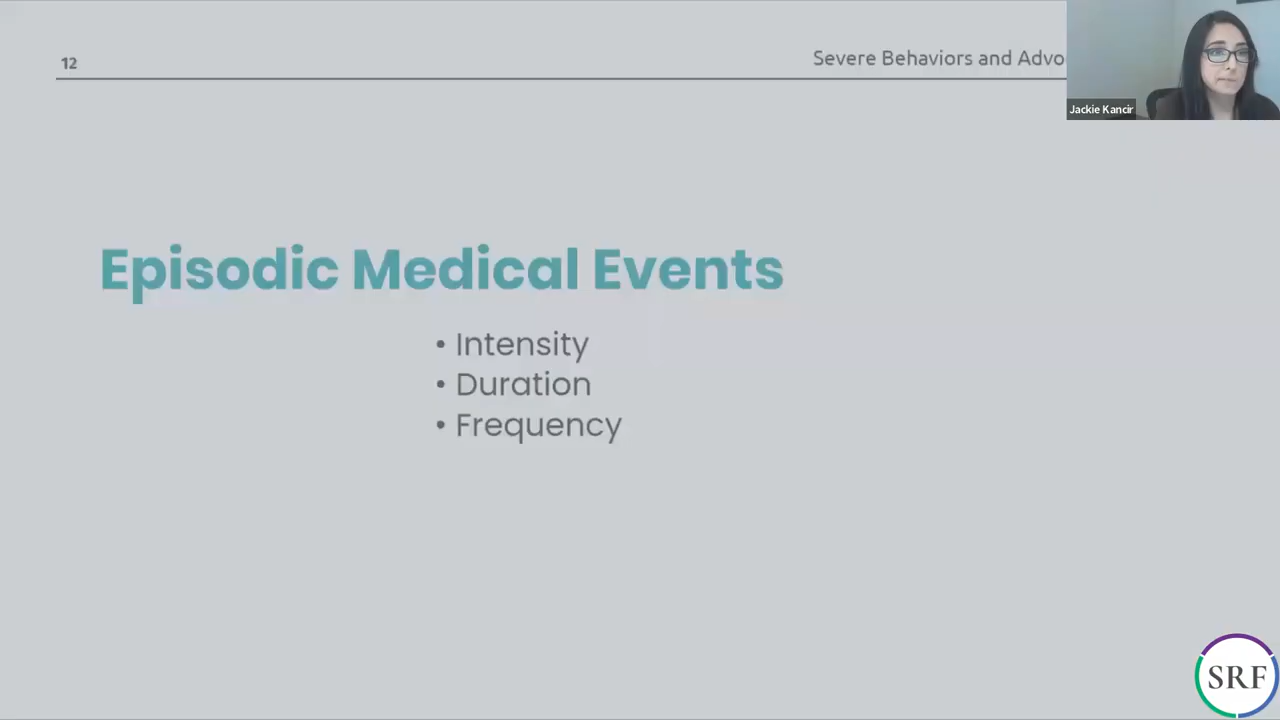 12
Severe Behaviors and Advo
Jackie Kancir
Episodic Medical Events
• Intensity
• Duration
• Frequency
SRF